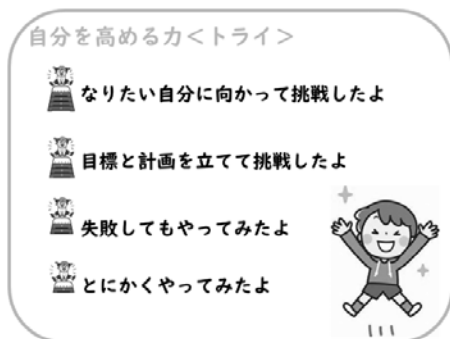 自分を高める力＜トライ＞
なりたい自分に向かって挑戦したよ
目標と計画を立てて挑戦したよ
失敗してもやってみたよ
とにかくやってみたよ